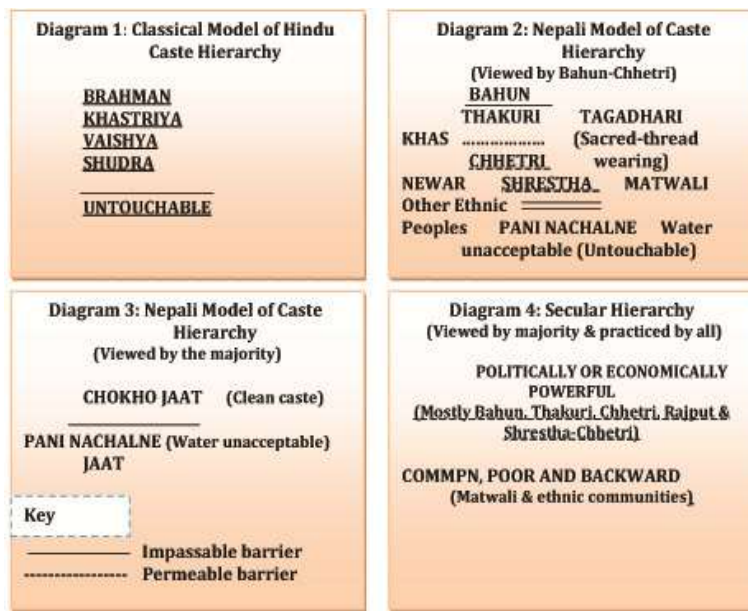 Diagram 1: Classical Model of Hindu
Caste Hierarchy
BRAHMAN
KHASTRIYA
VAISHYA
SHUDRA
UNTOUCHABLE
Diagram 2: Nepali Model of Caste
Hierarchy
(Viewed by Bahun-Chhetri)
BAHUN
THAKURI TAGADHARI
KHAS .................... (Sacred-thread
CHHETRI wearing)
NEWAR SHRESTHA MATWALI
Other Ethnic
Peoples PANI NACHALNE Water
unacceptable (Untouchable)
Diagram 3: Nepali Model of Caste
Hierarchy
(Viewed by the majority)
CHOKHO JAAT (Clean caste)
PANI NACHALNE (Water unacceptable)
JAAT
Key
Impassable barrier
Permeable barrier
Diagram 4: Secular Hierarchy
(Viewed by majority & practiced by all)
POLITICALLY OR ECONOMICALLY
POWERFUL
(Mostly Bahun, Thakuri, Chhetri, Rajput &
Shrestha-Chhetri)
COMMPN, POOR AND BACKWARD
(Matwali & ethnic communities)